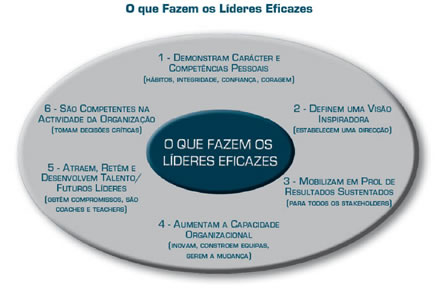 O que Fazem os Líderes Eficazes
1 - Demonstram Carácter e
Competências Pessoais
(hábitos, integridade, confiança, coragem)
2 - Definem uma Visão
Inspiradora
(estabelecem uma direcção)
3 - Mobilizam em Prol de
Resultados Sustentados
(para todos os stakeholders)
4 - Aumentam a Capacidade
Organizacional
(inovam, constroem equipas,
gerem a mudança)
5 - Atraem, Retêm e
Desenvolvem Talento/
Futuros Líderes
(obtêm compromissos, são
coaches e teachers)
6 - São Competentes na
Actividade da Organização
(tomam decisões críticas)
O QUE FAZEM OS
LÍDERES EFICAZES